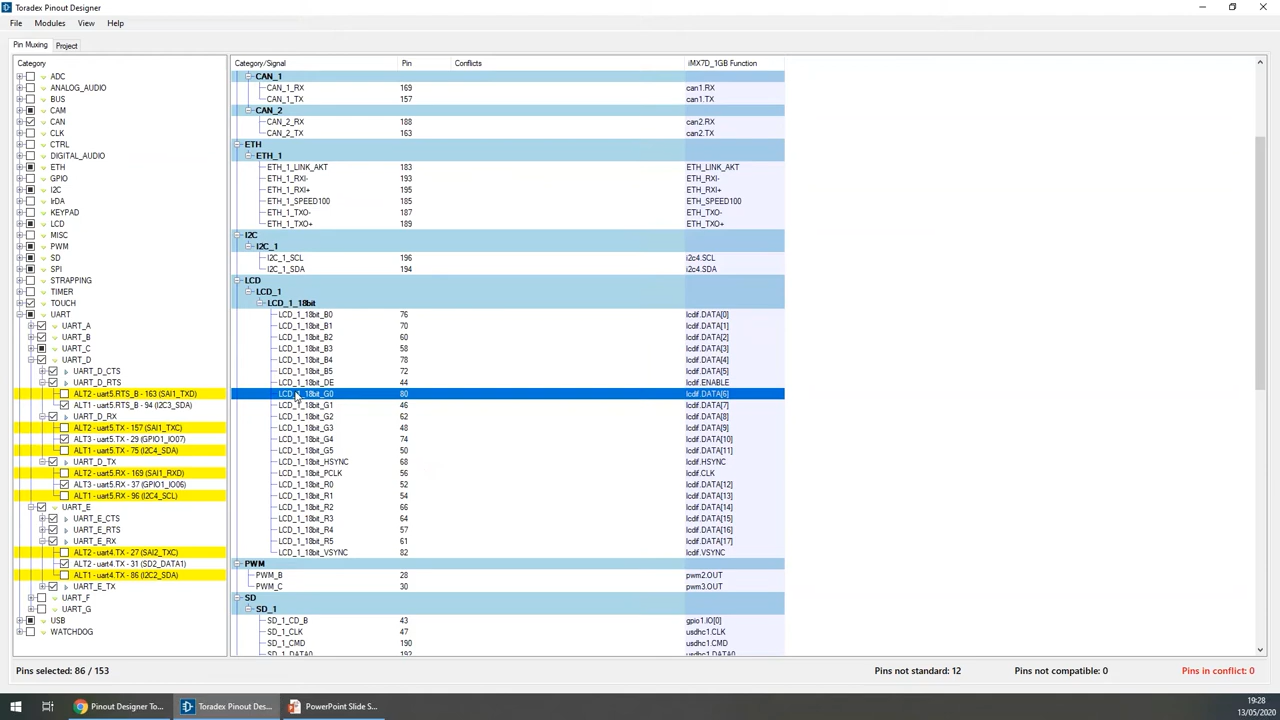 Toradex Pinout Designer
File Modules View Help
Pin Muxing Project
Category
ADC
ANALOG_AUDIO
BUS
CAM
CAN
CLK
CTRL
DIGITAL_AUDIO
ETH
GPIO
I2C
IrDA
KEYPAD
LCD
MISC
PWM
SD
SPI
STRAPPING
TIMER
TOUCH
UART
UART_A
UART_B
UART_C
UART_D
UART_D_CTS
UART_D_RTS
ALT2 - uart5.RTS_B - 163 (SAI1_TXD)
ALT1 - uart5.RTS_B - 94 (I2C3_SDA)
UART_D_RX
ALT2 - uart5.TX - 157 (SAI1_TXC)
ALT3 - uart5.TX - 29 (GPIO1_IO07)
ALT1 - uart5.TX - 75 (I2C4_SDA)
UART_D_TX
ALT2 - uart5.RX - 169 (SAI1_RXD)
ALT3 - uart5.RX - 37 (GPIO1_IO06)
ALT1 - uart5.RX - 96 (I2C4_SCL)
UART_E
UART_E_CTS
UART_E_RTS
UART_E_RX
ALT2 - uart4.TX - 27 (SAI2_TXC)
ALT2 - uart4.TX - 31 (SD2_DATA1)
ALT1 - uart4.TX - 86 (I2C2_SDA)
UART_E_TX
UART_F
UART_G
USB
WATCHDOG
Category/Signal Pin Conflicts iMX7D_1GB Function
CAN_1
CAN_1_RX 169 can1.RX
CAN_1_TX 157 can1.TX
CAN_2
CAN_2_RX 188 can2.RX
CAN_2_TX 163 can2.TX
ETH
ETH_1
ETH_1_LINK_AKT 183 ETH_LINK_AKT
ETH_1_RXI- 193 ETH_RXI-
ETH_1_RXI+ 195 ETH_RXI+
ETH_1_SPEED100 185 ETH_SPEED100
ETH_1_TXO- 187 ETH_TXO-
ETH_1_TXO+ 189 ETH_TXO+
I2C
I2C_1
I2C_1_SCL 196 i2c4.SCL
I2C_1_SDA 194 i2c4.SDA
LCD
LCD_1
LCD_1_18bit
LCD_1_18bit_B0 76 lcdif.DATA[0]
LCD_1_18bit_B1 70 lcdif.DATA[1]
LCD_1_18bit_B2 60 lcdif.DATA[2]
LCD_1_18bit_B3 58 lcdif.DATA[3]
LCD_1_18bit_B4 78 lcdif.DATA[4]
LCD_1_18bit_B5 72 lcdif.DATA[5]
LCD_1_18bit_DE 44 lcdif.ENABLE
LCD_1_18bit_G0 80 lcdif.DATA[6]
LCD_1_18bit_G1 46 lcdif.DATA[7]
LCD_1_18bit_G2 62 lcdif.DATA[8]
LCD_1_18bit_G3 48 lcdif.DATA[9]
LCD_1_18bit_G4 74 lcdif.DATA[10]
LCD_1_18bit_G5 50 lcdif.DATA[11]
LCD_1_18bit_HSYNC 68 lcdif.HSYNC
LCD_1_18bit_PCLK 56 lcdif.CLK
LCD_1_18bit_R0 52 lcdif.DATA[12]
LCD_1_18bit_R1 54 lcdif.DATA[13]
LCD_1_18bit_R2 66 lcdif.DATA[14]
LCD_1_18bit_R3 64 lcdif.DATA[15]
LCD_1_18bit_R4 57 lcdif.DATA[16]
LCD_1_18bit_R5 61 lcdif.DATA[17]
LCD_1_18bit_VSYNC 82 lcdif.VSYNC
PWM
PWM_B 28 pwm2.OUT
PWM_C 30 pwm3.OUT
SD
SD_1
SD_1_CD_B 43 gpio1.IO[0]
SD_1_CLK 47 usdhc1.CLK
SD_1_CMD 190 usdhc1.CMD
SD_1_DATA0 192 usdhc1.DATA0
Pins selected: 86 / 153 Pins not standard: 12 Pins not compatible: 0 Pins in conflict: 0
Pinout Designer To... Toradex Pinout Des... PowerPoint Slide S...
19:28
13/05/2020